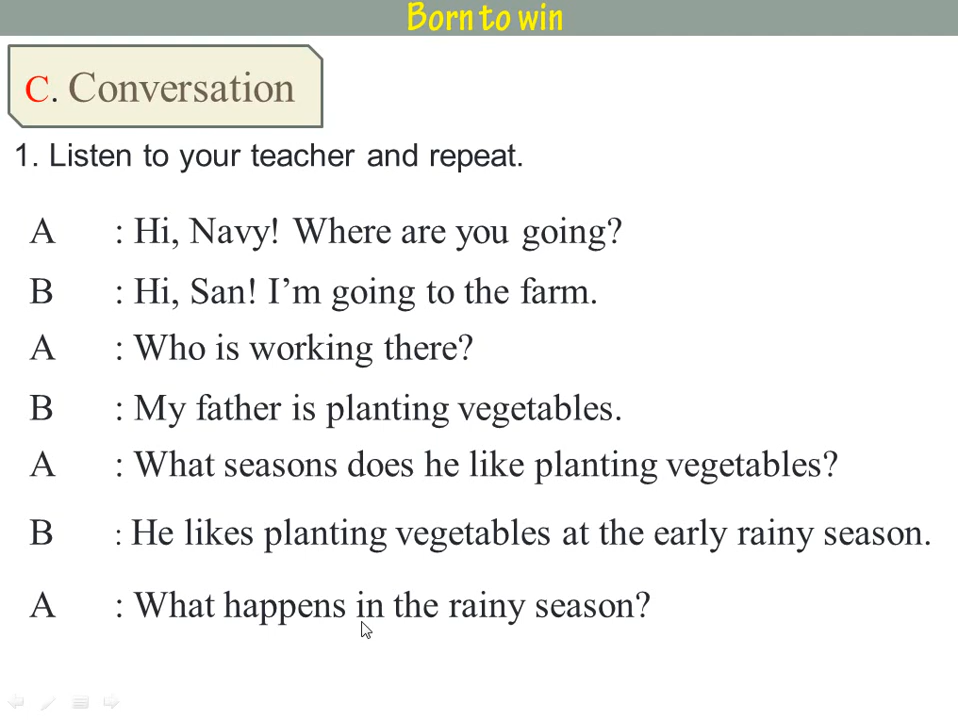 Born to win
C. Conversation
1. Listen to your teacher and repeat.
A : Hi, Navy! Where are you going?
B : Hi, San! I’m going to the farm.
A : Who is working there?
B : My father is planting vegetables.
A : What seasons does he like planting vegetables?
B : He likes planting vegetables at the early rainy season.
A : What happens in the rainy season?